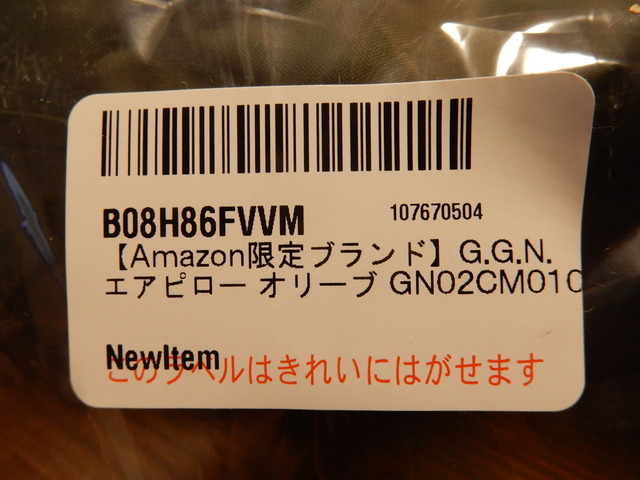 B08H86FVVM 107670504
【Amazon限定ブランド】G.G.N.
エアピロー オリーブ GN02CM01C
NewItem
このラベルはきれいにはがせます